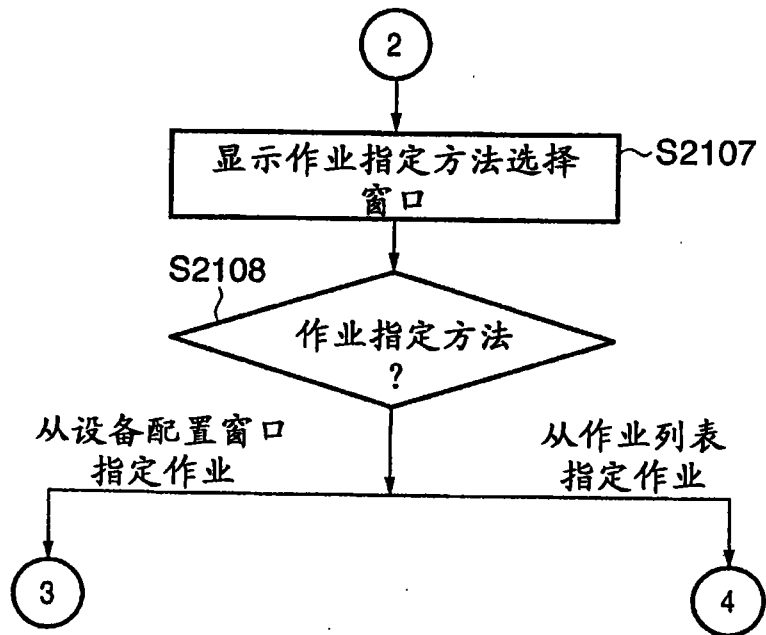 2
显示作业指定方法选择
窗口
S2107
S2108
作业指定方法
?
从设备配置窗口
指定作业
从作业列表
指定作业
3
4